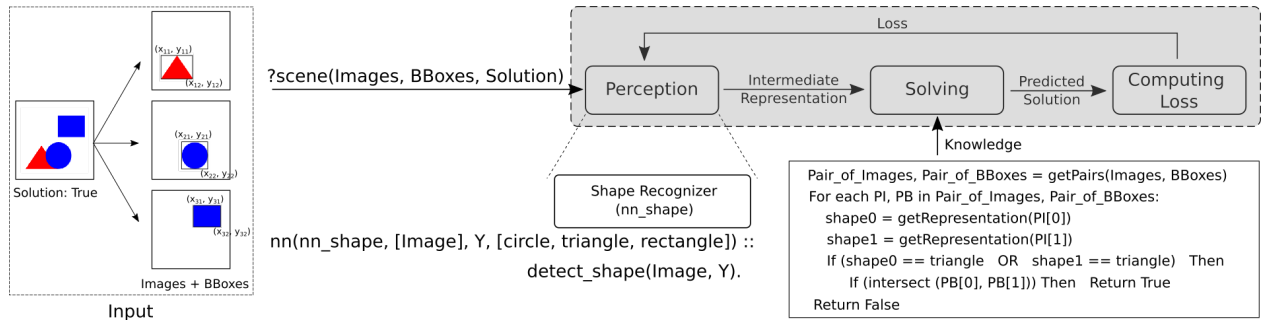 Solution: True
(x11, y11)
(x12, y12)
(x21, y21)
(x22, y22)
(x31, y31)
(x32, y32)
Images + BBoxes
Input
?scene(Images, BBoxes, Solution)
Loss
Perception
Intermediate
Representation
Solving
Predicted
Solution
Computing
Loss
Knowledge
Shape Recognizer
(nn_shape)
nn(nn_shape, [Image], Y, [circle, triangle, rectangle]) ::
detect_shape(Image, Y).
Pair_of_Images, Pair_of_BBoxes = getPairs(Images, BBoxes)
For each PI, PB in Pair_of_Images, Pair_of_BBoxes:
shape0 = getRepresentation(PI[0])
shape1 = getRepresentation(PI[1])
If (shape0 == triangle OR shape1 == triangle) Then
If (intersect (PB[0], PB[1])) Then Return True
Return False